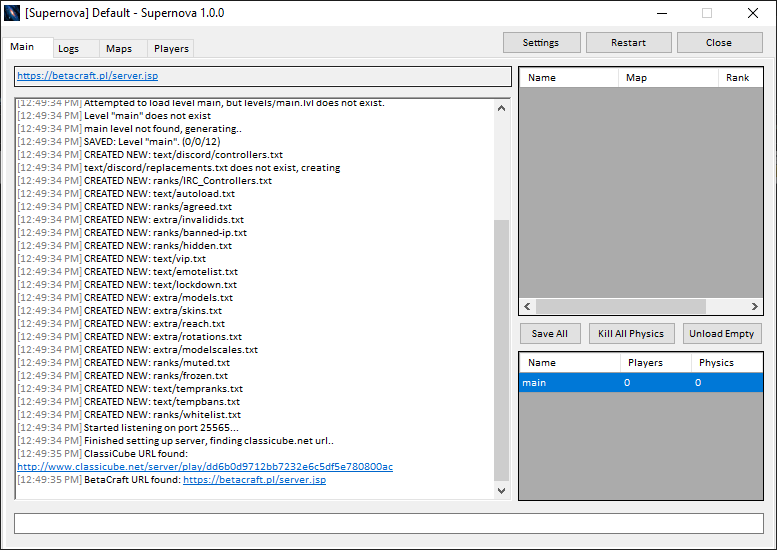 [Supernova] Default - Supernova 1.0.0
Main Logs Maps Players
Settings Restart Close
https://betacraft.pl/server.jsp
[12:49:34 PM] Attempted to load level main, but levels/main.lvl does not exist.
[12:49:34 PM] Level "main" does not exist
[12:49:34 PM] main level not found, generating..
[12:49:34 PM] SAVED: Level "main". (0/0/12)
[12:49:34 PM] CREATED NEW: text/discord/controllers.txt
[12:49:34 PM] text/discord/replacements.txt does not exist, creating
[12:49:34 PM] CREATED NEW: ranks/IRC_Controllers.txt
[12:49:34 PM] CREATED NEW: text/autoload.txt
[12:49:34 PM] CREATED NEW: ranks/agreed.txt
[12:49:34 PM] CREATED NEW: extra/invalidids.txt
[12:49:34 PM] CREATED NEW: ranks/banned-ip.txt
[12:49:34 PM] CREATED NEW: ranks/hidden.txt
[12:49:34 PM] CREATED NEW: text/vip.txt
[12:49:34 PM] CREATED NEW: text/emotelist.txt
[12:49:34 PM] CREATED NEW: text/lockdown.txt
[12:49:34 PM] CREATED NEW: extra/models.txt
[12:49:34 PM] CREATED NEW: extra/skins.txt
[12:49:34 PM] CREATED NEW: extra/reach.txt
[12:49:34 PM] CREATED NEW: extra/rotations.txt
[12:49:34 PM] CREATED NEW: extra/modelscales.txt
[12:49:34 PM] CREATED NEW: ranks/muted.txt
[12:49:34 PM] CREATED NEW: ranks/frozen.txt
[12:49:34 PM] CREATED NEW: text/tempranks.txt
[12:49:34 PM] CREATED NEW: text/tempbans.txt
[12:49:34 PM] CREATED NEW: ranks/whitelist.txt
[12:49:34 PM] Started listening on port 25565...
[12:49:34 PM] Finished setting up server, finding classicube.net url..
[12:49:35 PM] ClassiCube URL found:
http://www.classicube.net/server/play/dd6b0d9712bb7232e6c5df5e780800ac
[12:49:35 PM] BetaCraft URL found: https://betacraft.pl/server.jsp
Name Map Rank
Save All Kill All Physics Unload Empty
Name Players Physics
main 0 0